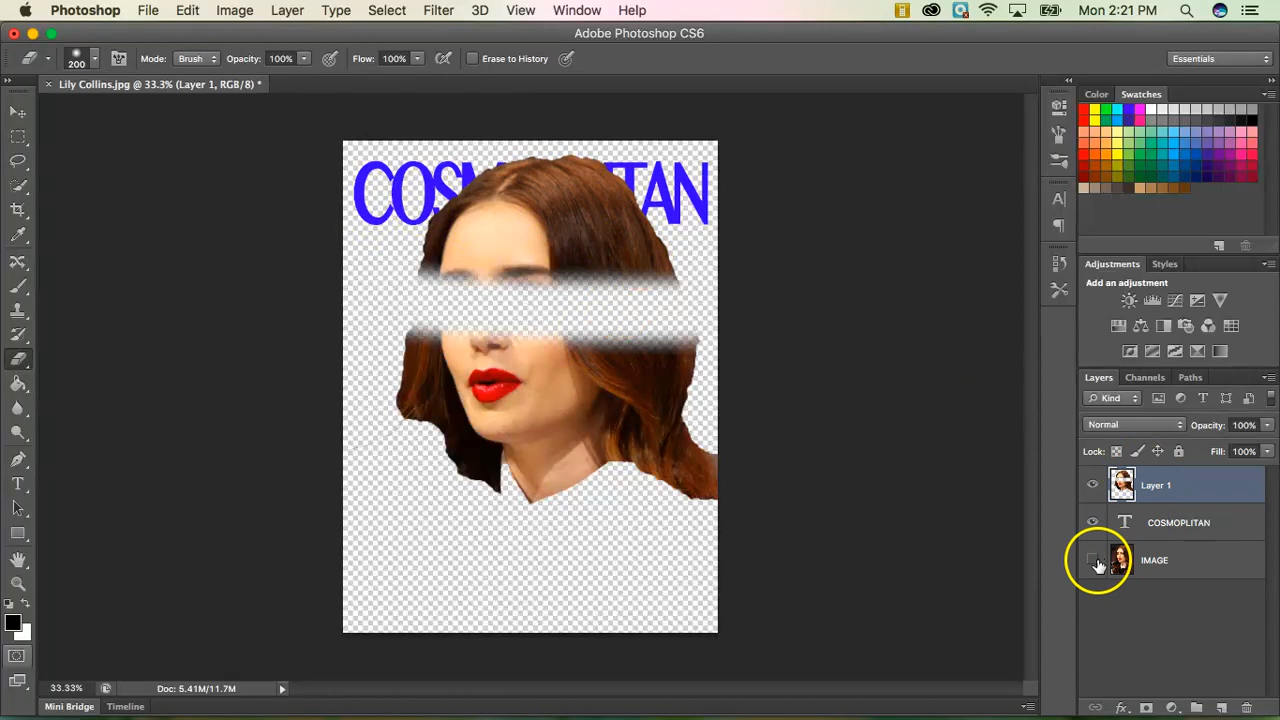 Photoshop File Edit Image Layer Type Select Filter 3D View Window Help Mon 2:21 PM
Adobe Photoshop CS6
200 Mode: Brush Opacity: 100% Flow: 100% Erase to History Essentials
× Lily Collins.jpg @ 33.3% (Layer 1, RGB/8) *
Color Swatches
COSM TAN
Adjustments Styles
Add an adjustment
Layers Channels Paths
Kind
Normal Opacity: 100%
Lock: Fill: 100%
Layer 1
T COSMOPLITAN
IMAGE
33.33% Doc: 5.41M/11.7M
Mini Bridge Timeline